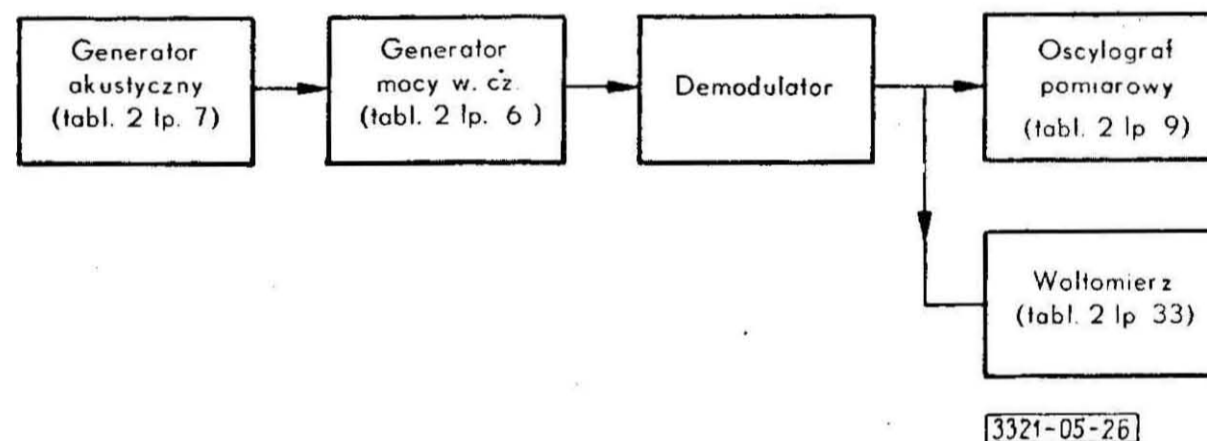 Generator
akustyczny
(tabl. 2 lp. 7)
Generator
mocy w. cz.
(tabl. 2 lp. 6 )
Demodulator
Oscylograf
pomiarowy
(tabl. 2 lp 9)
Woltomierz
(tabl. 2 lp 33)
3321-05-26